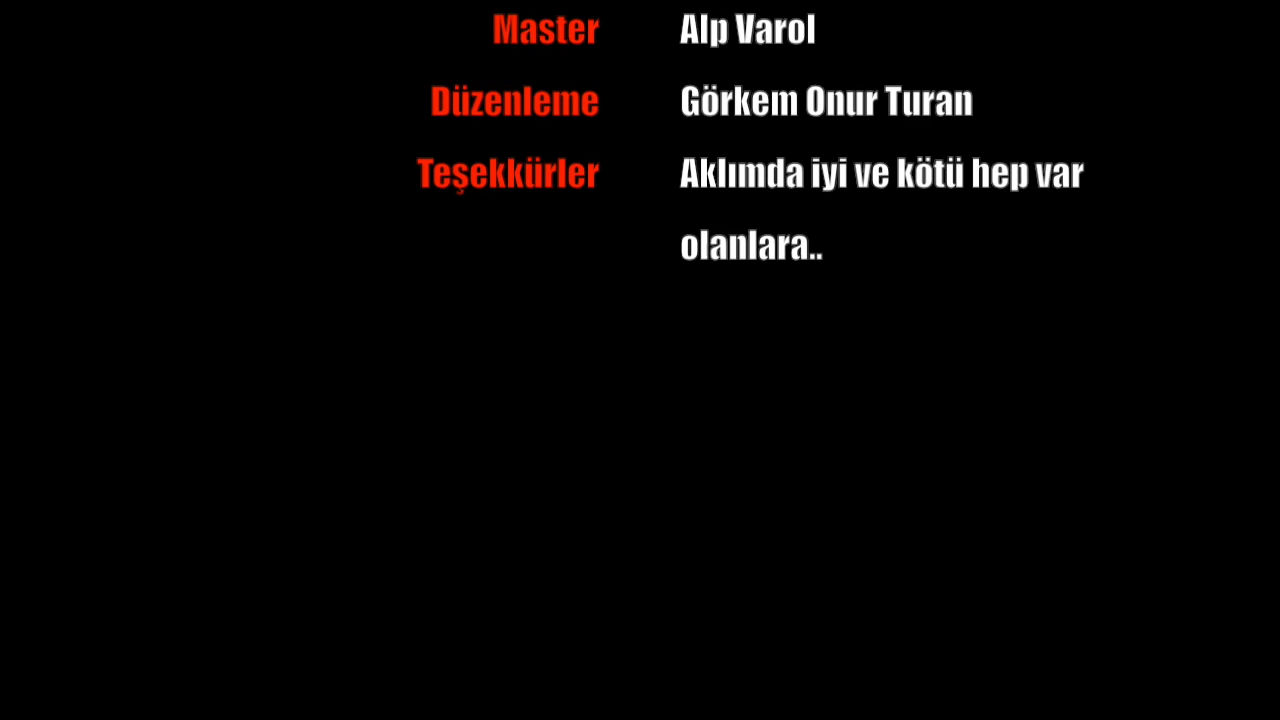 Master Alp Varol
Düzenleme Görkem Onur Turan
Teşekkürler Aklımda iyi ve kötü hep var
olanlara..